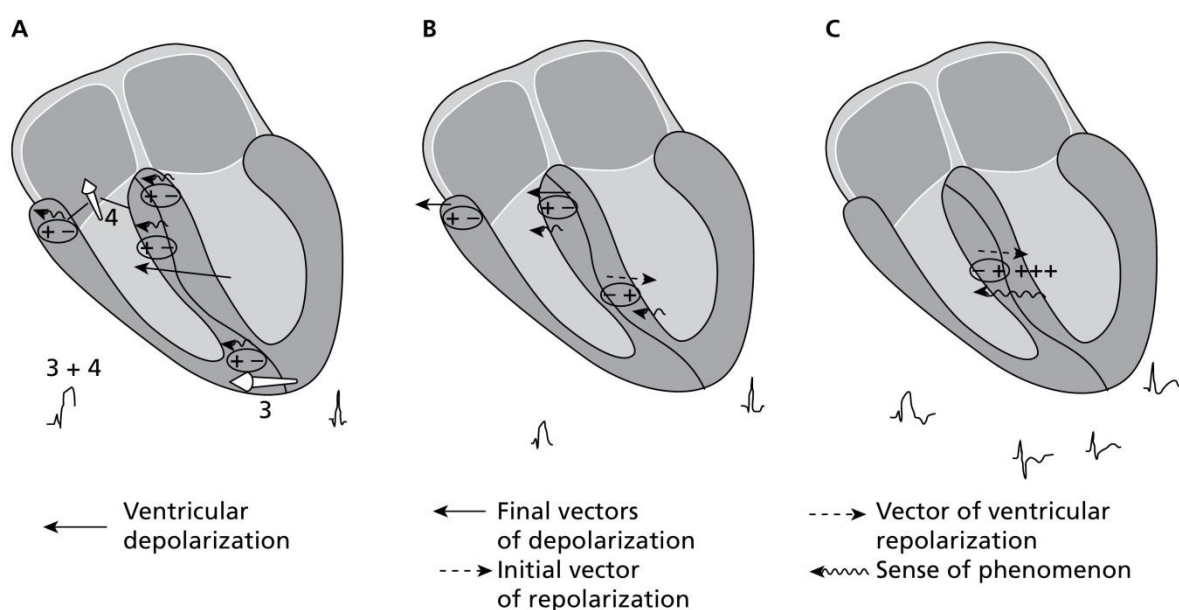 A
B
C
4
+ −
+ −
+ −
+ −
3 + 4
3
+ −
+ −
− +
− + +++
Ventricular
depolarization
Final vectors
of depolarization
Initial vector
of repolarization
Vector of ventricular
repolarization
Sense of phenomenon